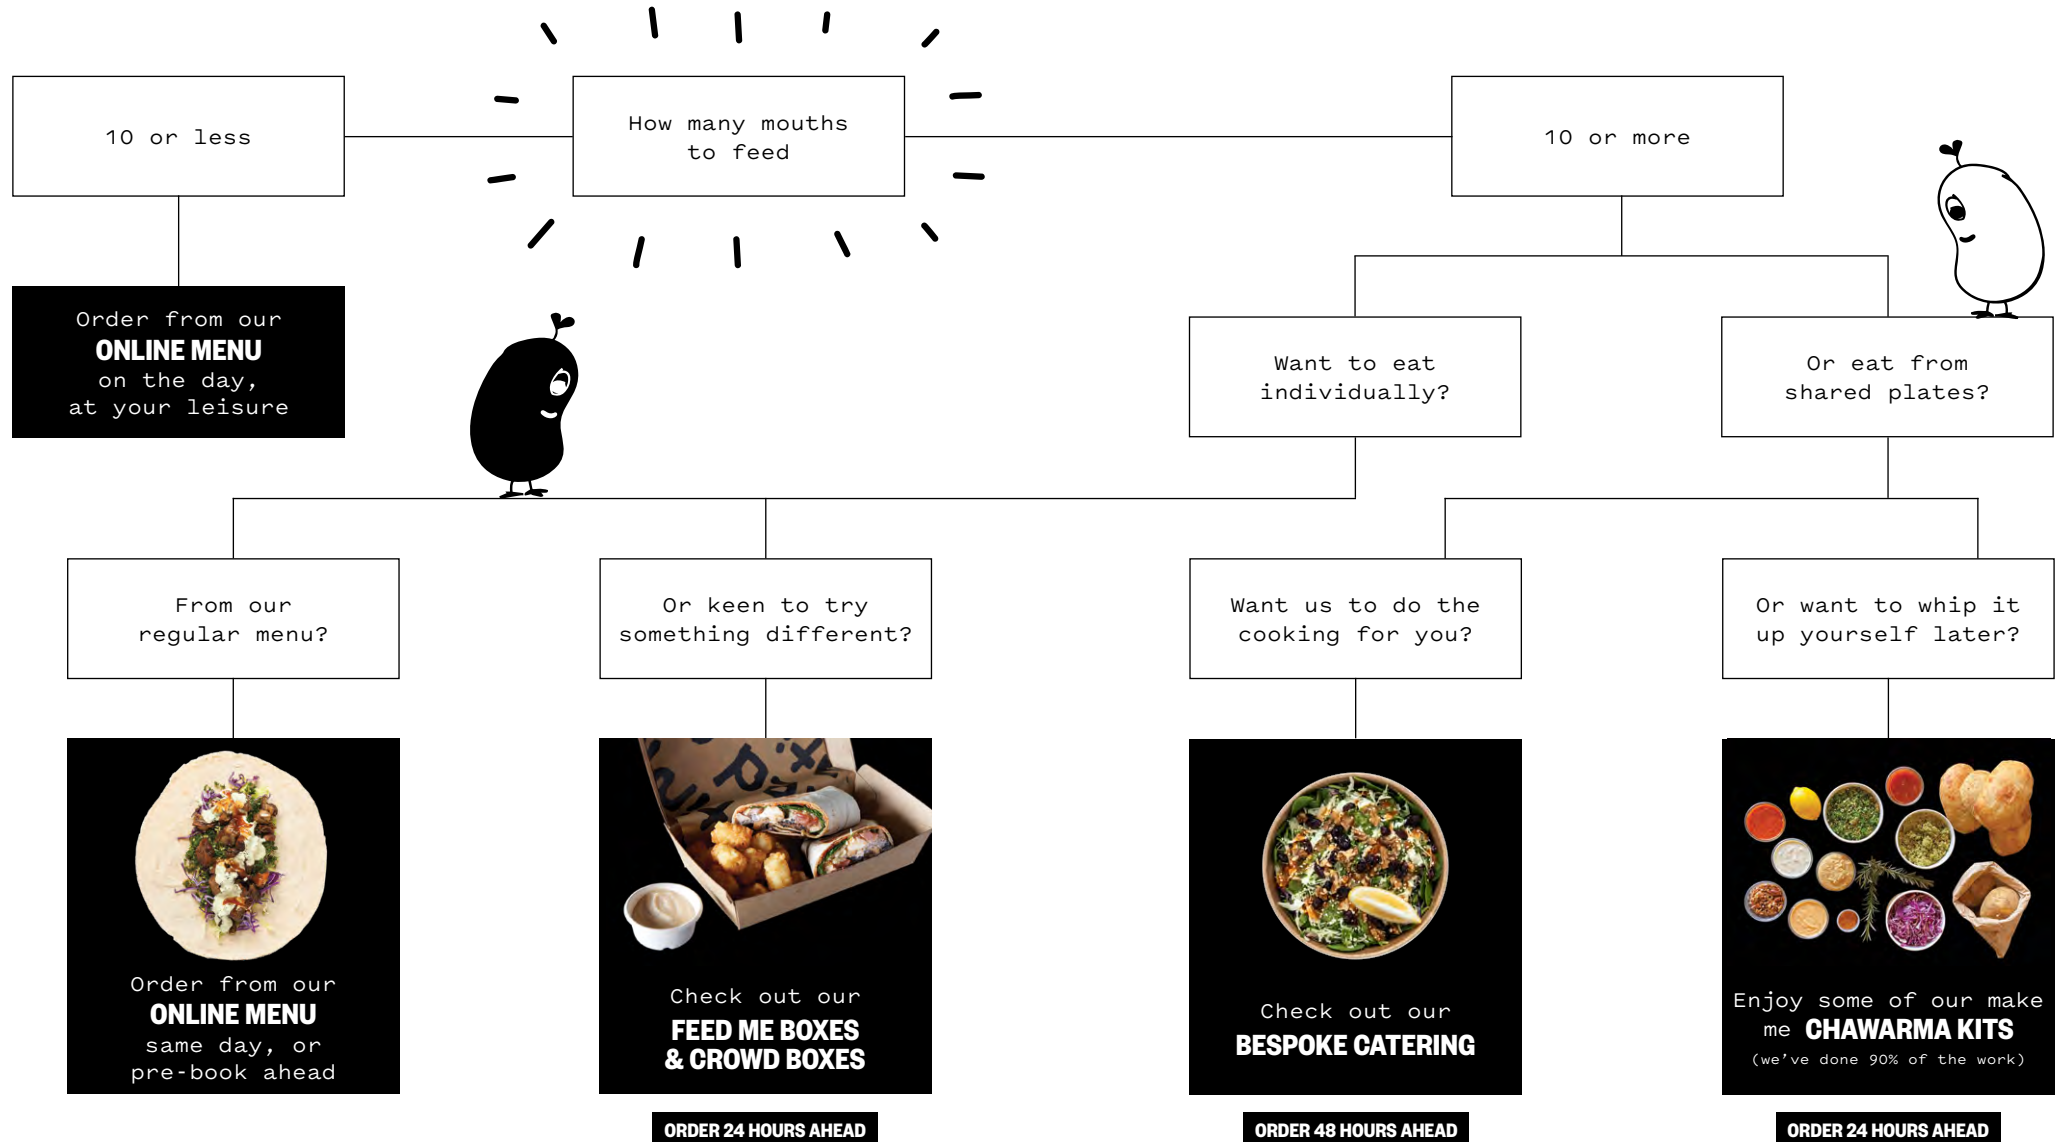 10 or less
How many mouths
to feed
10 or more
Order from our
ONLINE MENU
on the day,
at your leisure
Want to eat
individually?
Or eat from
shared plates?
From our
regular menu?
Or keen to try
something different?
Want us to do the
cooking for you?
Or want to whip it
up yourself later?
Order from our
ONLINE MENU
same day, or
pre-book ahead
Check out our
FEED ME BOXES
& CROWD BOXES
Check out our
BESPOKE CATERING
Enjoy some of our make
me CHAWARMA KITS
(we've done 90% of the work)
ORDER 24 HOURS AHEAD
ORDER 48 HOURS AHEAD
ORDER 24 HOURS AHEAD